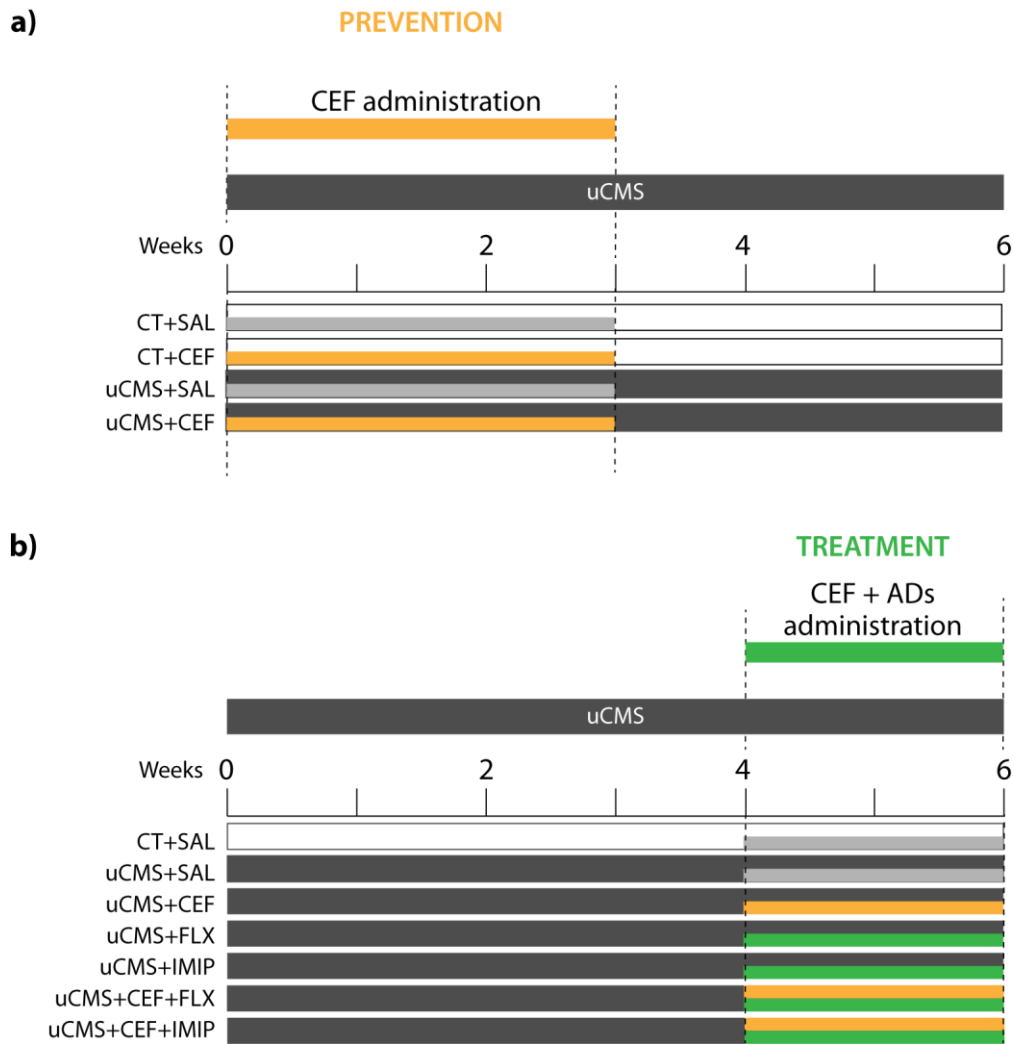 a)
PREVENTION
CEF administration
uCMS
Weeks 0 2 4 6
CT+SAL
CT+CEF
uCMS+SAL
uCMS+CEF
b)
TREATMENT
CEF + ADs
administration
uCMS
Weeks 0 2 4 6
CT+SAL
uCMS+SAL
uCMS+CEF
uCMS+FLX
uCMS+IMIP
uCMS+CEF+FLX
uCMS+CEF+IMIP